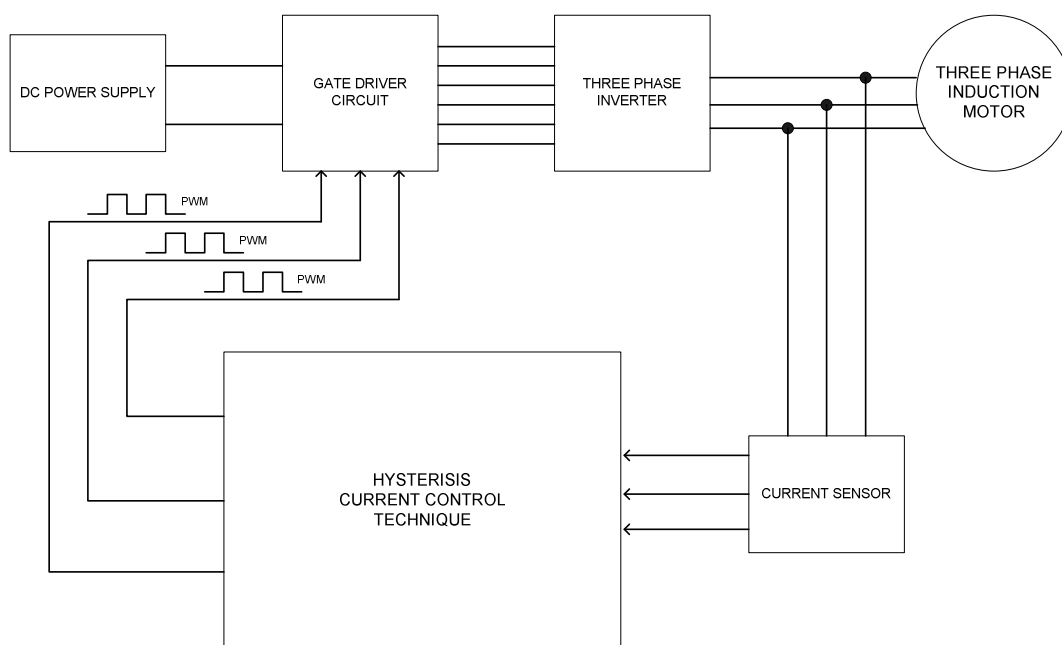 DC POWER SUPPLY
GATE DRIVER
CIRCUIT
THREE PHASE
INVERTER
THREE PHASE
INDUCTION
MOTOR
PWM
PWM
PWM
HYSTERISIS
CURRENT CONTROL
TECHNIQUE
CURRENT SENSOR